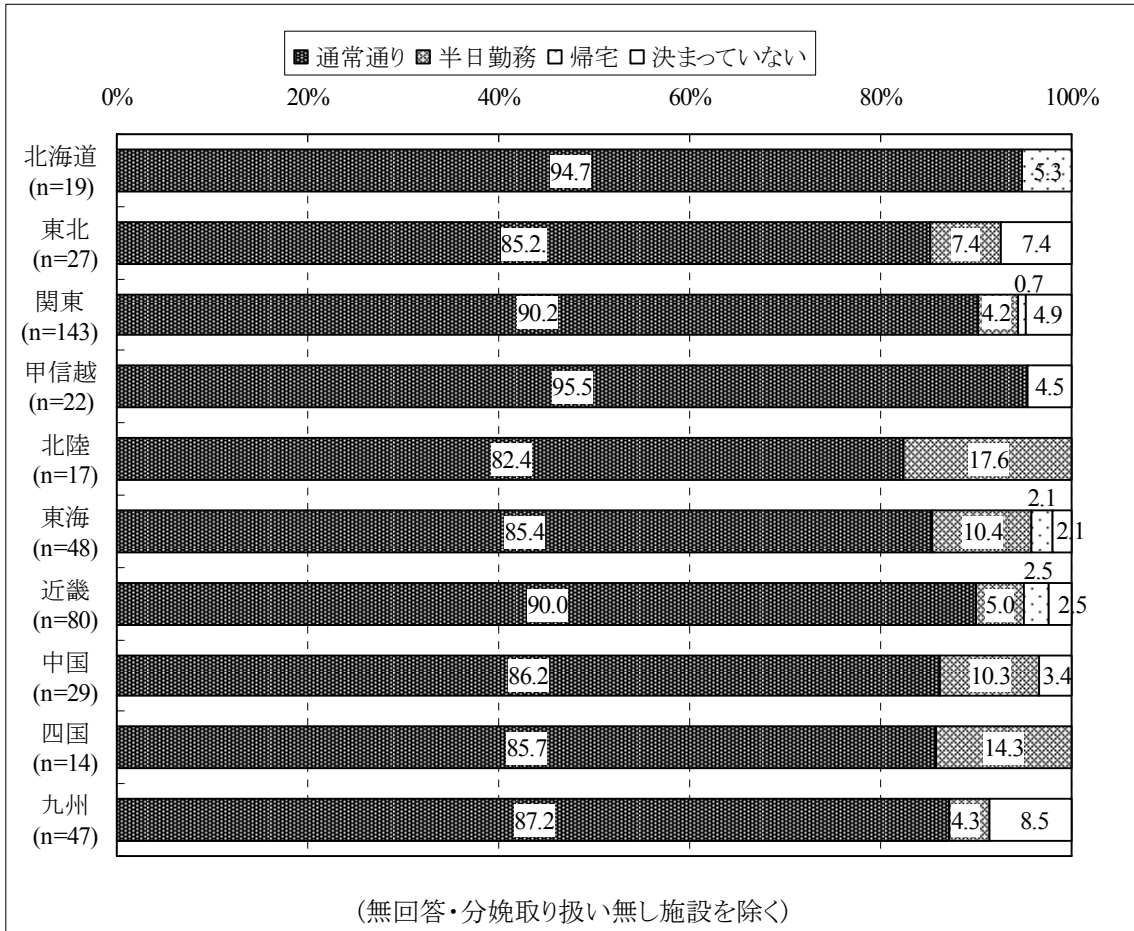 通常通り 半日勤務 帰宅 決まっていない
0% 20% 40% 60% 80% 100%
北海道
(n=19)
94.7 5.3
東北
(n=27)
85.2 7.4 7.4
関東
(n=143)
90.2 4.2 0.7 4.9
甲信越
(n=22)
95.5 4.5
北陸
(n=17)
82.4 17.6
東海
(n=48)
85.4 10.4 2.1 2.1
近畿
(n=80)
90.0 5.0 2.5 2.5
中国
(n=29)
86.2 10.3 3.4
四国
(n=14)
85.7 14.3
九州
(n=47)
87.2 4.3 8.5
(無回答・分娩取り扱い無し施設を除く)